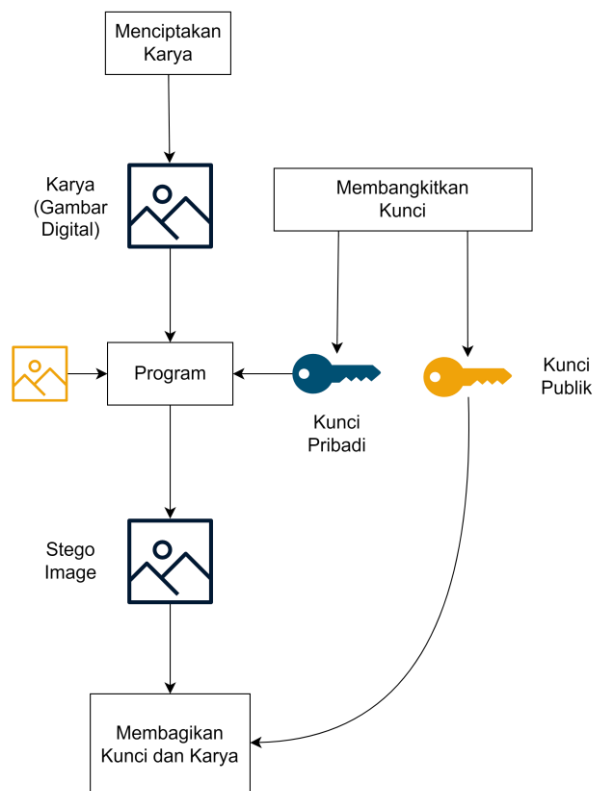 Menciptakan
Karya
Karya
(Gambar
Digital)
Membangkitkan
Kunci
Program
Kunci
Pribadi
Kunci
Publik
Stego
Image
Membagikan
Kunci dan Karya